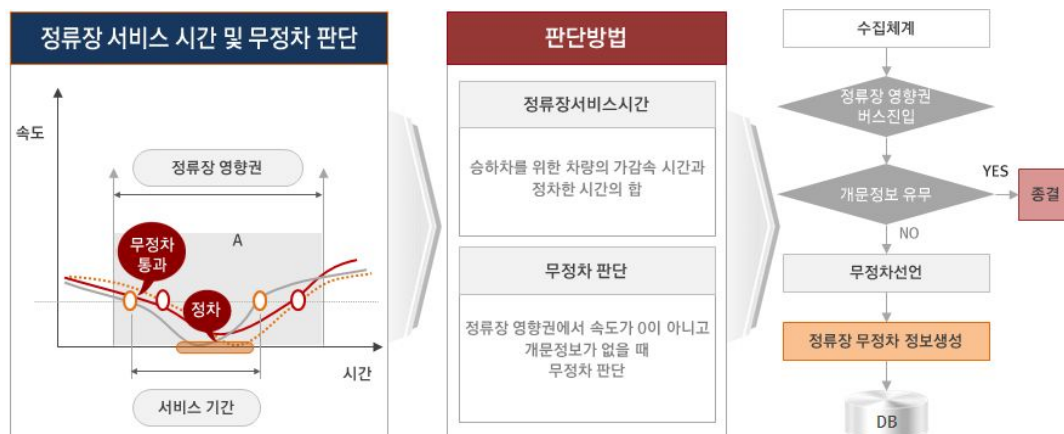 정류장 서비스 시간 및 무정차 판단
속도
정류장 영향권
A
무정차
통과
정차
시간
서비스 기간
판단방법
정류장서비스시간
승하차를 위한 차량의 가감속 시간과
정차한 시간의 합
무정차 판단
정류장 영향권에서 속도가 0이 아니고
개문정보가 없을 때
무정차 판단
수집체계
정류장 영향권
버스진입
개문정보 유무
YES
종결
NO
무정차선언
정류장 무정차 정보생성
DB